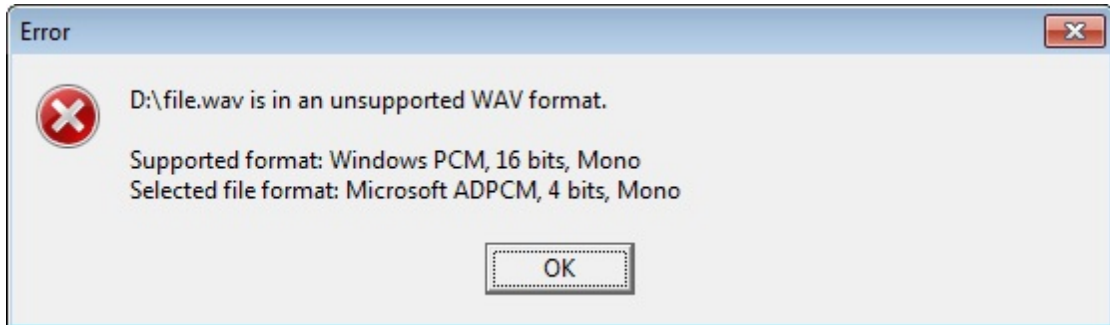 Error
D:\file.wav is in an unsupported WAV format.
Supported format: Windows PCM, 16 bits, Mono
Selected file format: Microsoft ADPCM, 4 bits, Mono
OK